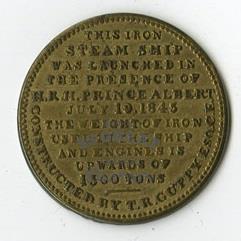 THIS IRON
STEAM SHIP
WAS LAUNCHED IN
THE PRESENCE OF
H.R.H. PRINCE ALBERT
JULY 19, 1843
THE WEIGHT OF IRON
USED IN THE SHIP
AND ENGINES IS
UPWARDS OF
1500 TONS
CONSTRUCTED BY T.R. GUPPY ESQ. C.E.